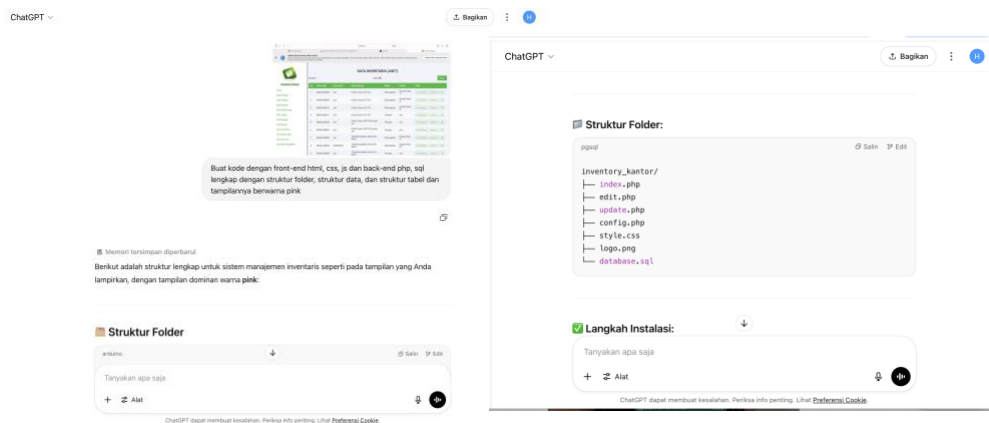 ChatGPT
Bagikan
H
DATA INVENTARIS (ASET)
Buat kode dengan front-end html, css, js dan back-end php, sql
lengkap dengan struktur folder, struktur data, dan struktur tabel dan
tampilannya berwarna pink
Memori tersimpan diperbarui
Berikut adalah struktur lengkap untuk sistem manajemen inventaris seperti pada tampilan yang Anda
lampirkan, dengan tampilan dominan warna pink:
Struktur Folder
arduino
Salin Edit
Tanyakan apa saja
Alat
ChatGPT dapat membuat kesalahan. Periksa info penting. Lihat Preferensi Cookie.
ChatGPT
Bagikan
H
Struktur Folder:
pgsql
Salin Edit
inventory_kantor/
├── index.php
├── edit.php
├── update.php
├── config.php
├── style.css
├── logo.png
└── database.sql
Langkah Instalasi:
Tanyakan apa saja
Alat
ChatGPT dapat membuat kesalahan. Periksa info penting. Lihat Preferensi Cookie.